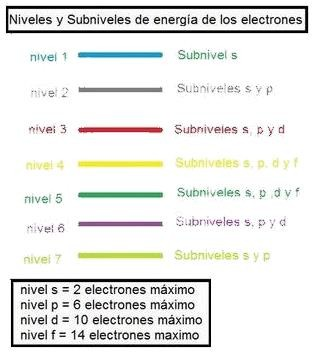 Niveles y Subniveles de energía de los electrones
nivel 1 Subnivel s
nivel 2 Subniveles s y p
nivel 3 Subniveles s, p y d
nivel 4 Subniveles s, p, d y f
nivel 5 Subniveles s, p ,d y f
nivel 6 Subniveles s, p y d
nivel 7 Subniveles s y p
nivel s = 2 electrones máximo
nivel p = 6 electrones máximo
nivel d = 10 electrones maximo
nivel f = 14 electrones maximo